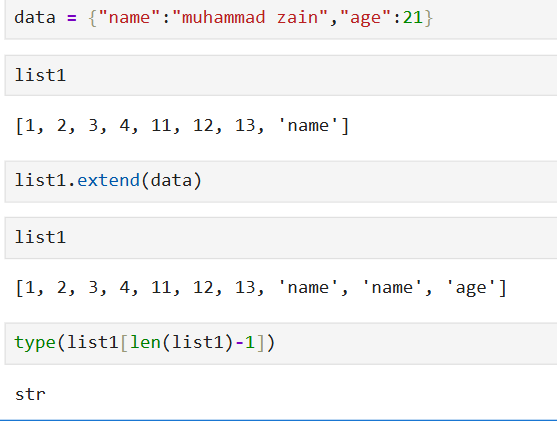 data = {"name":"muhammad zain","age":21}
list1
[1, 2, 3, 4, 11, 12, 13, 'name']
list1.extend(data)
list1
[1, 2, 3, 4, 11, 12, 13, 'name', 'name', 'age']
type(list1[len(list1)-1])
str